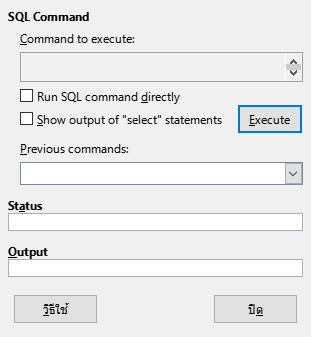 SQL Command
Command to execute:
Run SQL command directly
Show output of "select" statements
Execute
Previous commands:
Status
Output
วิธีใช้
ปิด